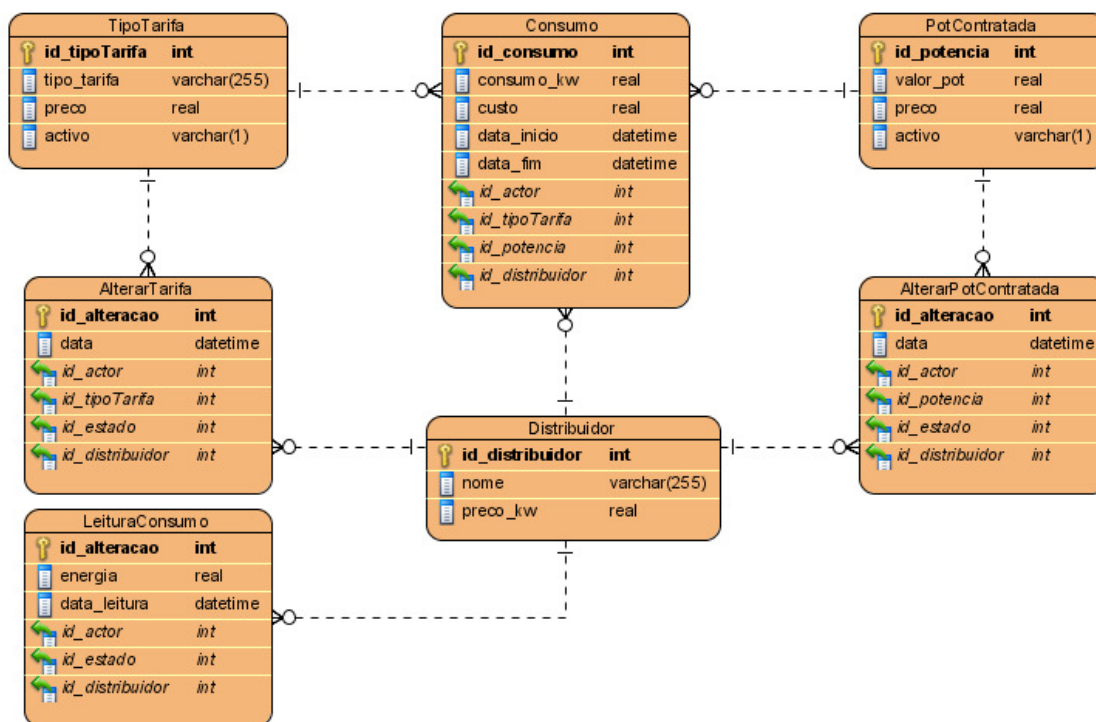 TipoTarifa
id_tipoTarifa int
tipo_tarifa varchar(255)
preco real
activo varchar(1)
Consumo
id_consumo int
consumo_kw real
custo real
data_inicio datetime
data_fim datetime
id_actor int
id_tipoTarifa int
id_potencia int
id_distribuidor int
PotContratada
id_potencia int
valor_pot real
preco real
activo varchar(1)
AlterarTarifa
id_alteracao int
data datetime
id_actor int
id_tipoTarifa int
id_estado int
id_distribuidor int
Distribuidor
id_distribuidor int
nome varchar(255)
preco_kw real
AlterarPotContratada
id_alteracao int
data datetime
id_actor int
id_potencia int
id_estado int
id_distribuidor int
LeituraConsumo
id_alteracao int
energia real
data_leitura datetime
id_actor int
id_estado int
id_distribuidor int